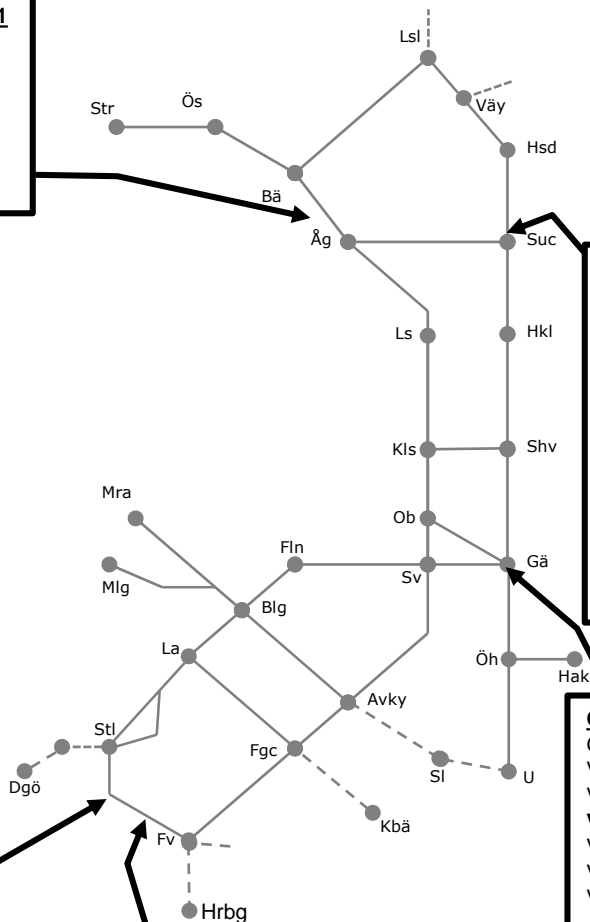 1
Lsl
Väy
Str
Ös
Hsd
Bä
Åg
Suc
Ls
Hkl
Kls
Shv
Mra
Ob
Fln
Gä
Mlg
Sv
Blg
La
Öh
Hak
Avky
Stl
Fgc
Sl
U
Dgö
Kbä
Fv
Hrbg